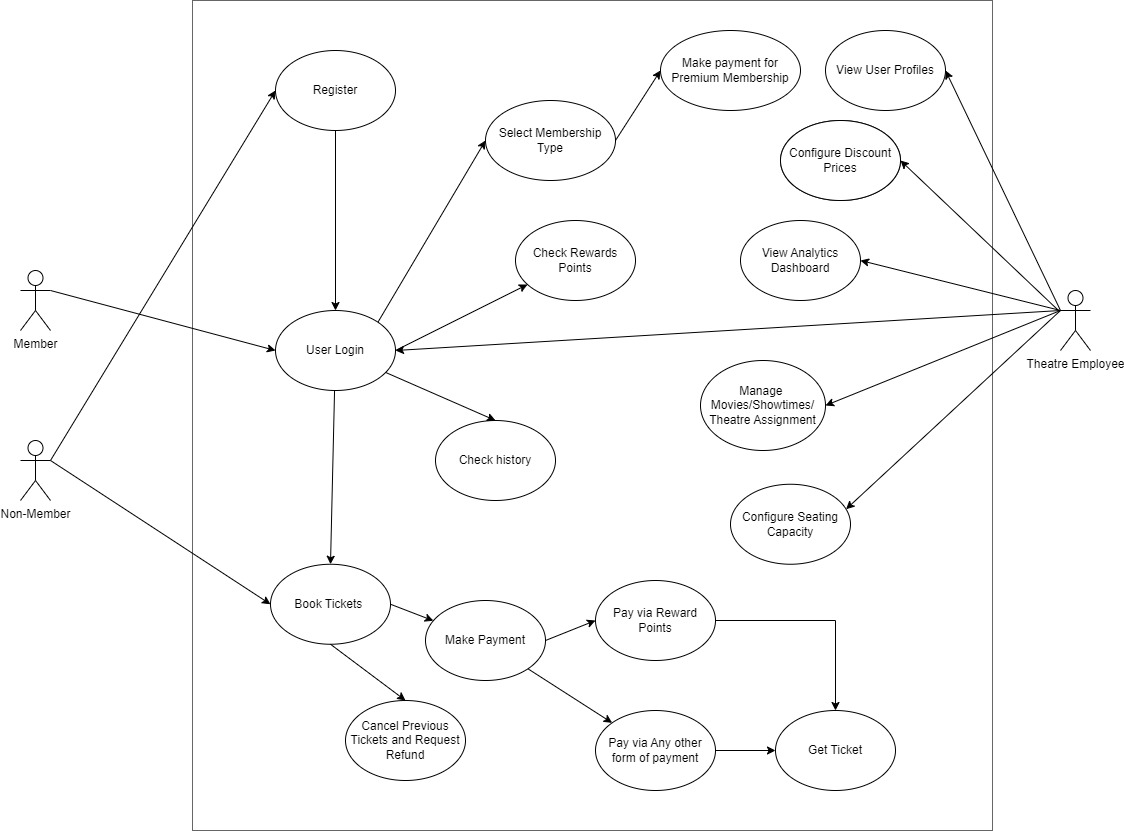 Make payment for
Premium Membership
View User Profiles
Register
Select Membership
Type
Configure Discount
Prices
Check Rewards
Points
View Analytics
Dashboard
Member
User Login
Theatre Employee
Manage
Movies/Showtimes/
Theatre Assignment
Check history
Non-Member
Configure Seating
Capacity
Book Tickets
Make Payment
Pay via Reward
Points
Cancel Previous
Tickets and Request
Refund
Pay via Any other
form of payment
Get Ticket